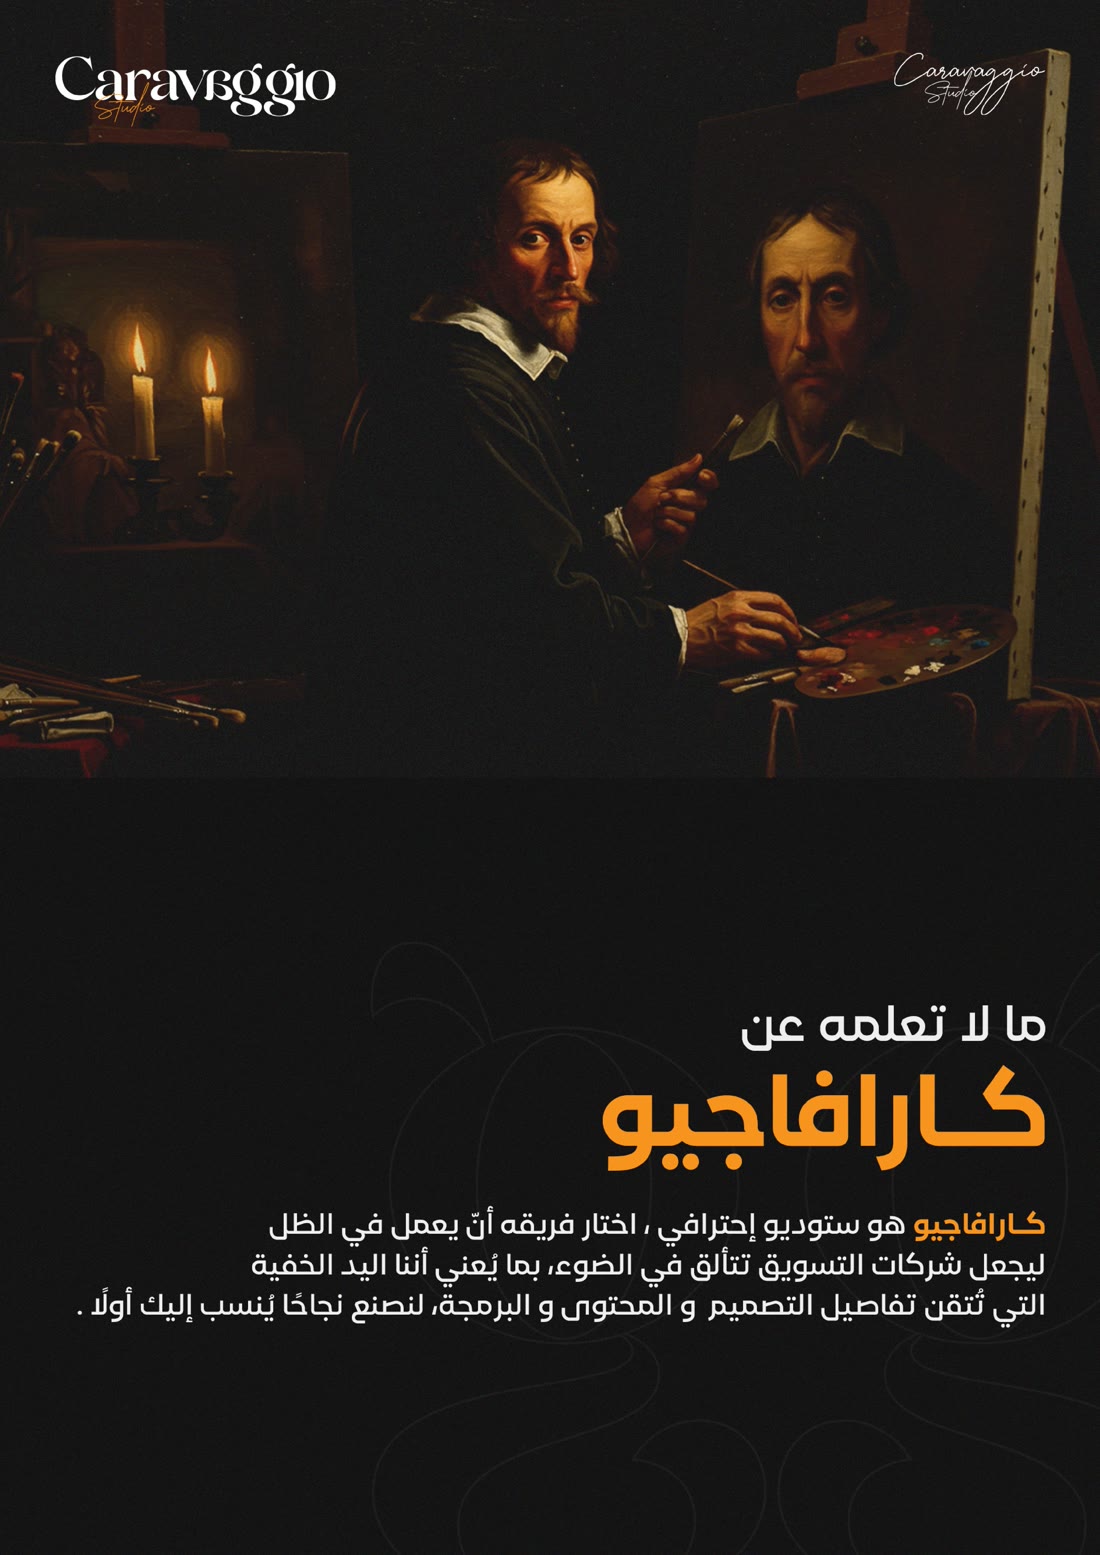 Caravaggio
Studio
Caravaggio
Studio
ما لا تعلمه عن
كـارافاجيو
كـارافاجيو هو ستوديو إحترافي ، اختار فريقه أنّ يعمل في الظل
ليجعل شركات التسويق تتألق في الضوء، بما يُعني أننا اليد الخفية
التي تُتقن تفاصيل التصميم و المحتوى و البرمجة، لنصنع نجاحًا يُنسب إليك أولًا .